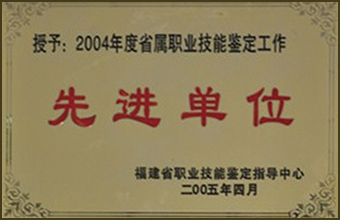 授予：2004年度省属职业技能鉴定工作
先进单位
福建省职业技能鉴定指导中心
二00五年四月